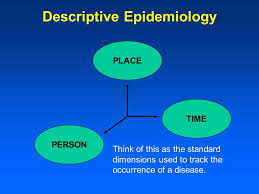 Descriptive Epidemiology
PLACE
TIME
PERSON
Think of this as the standard
dimensions used to track the
occurrence of a disease.